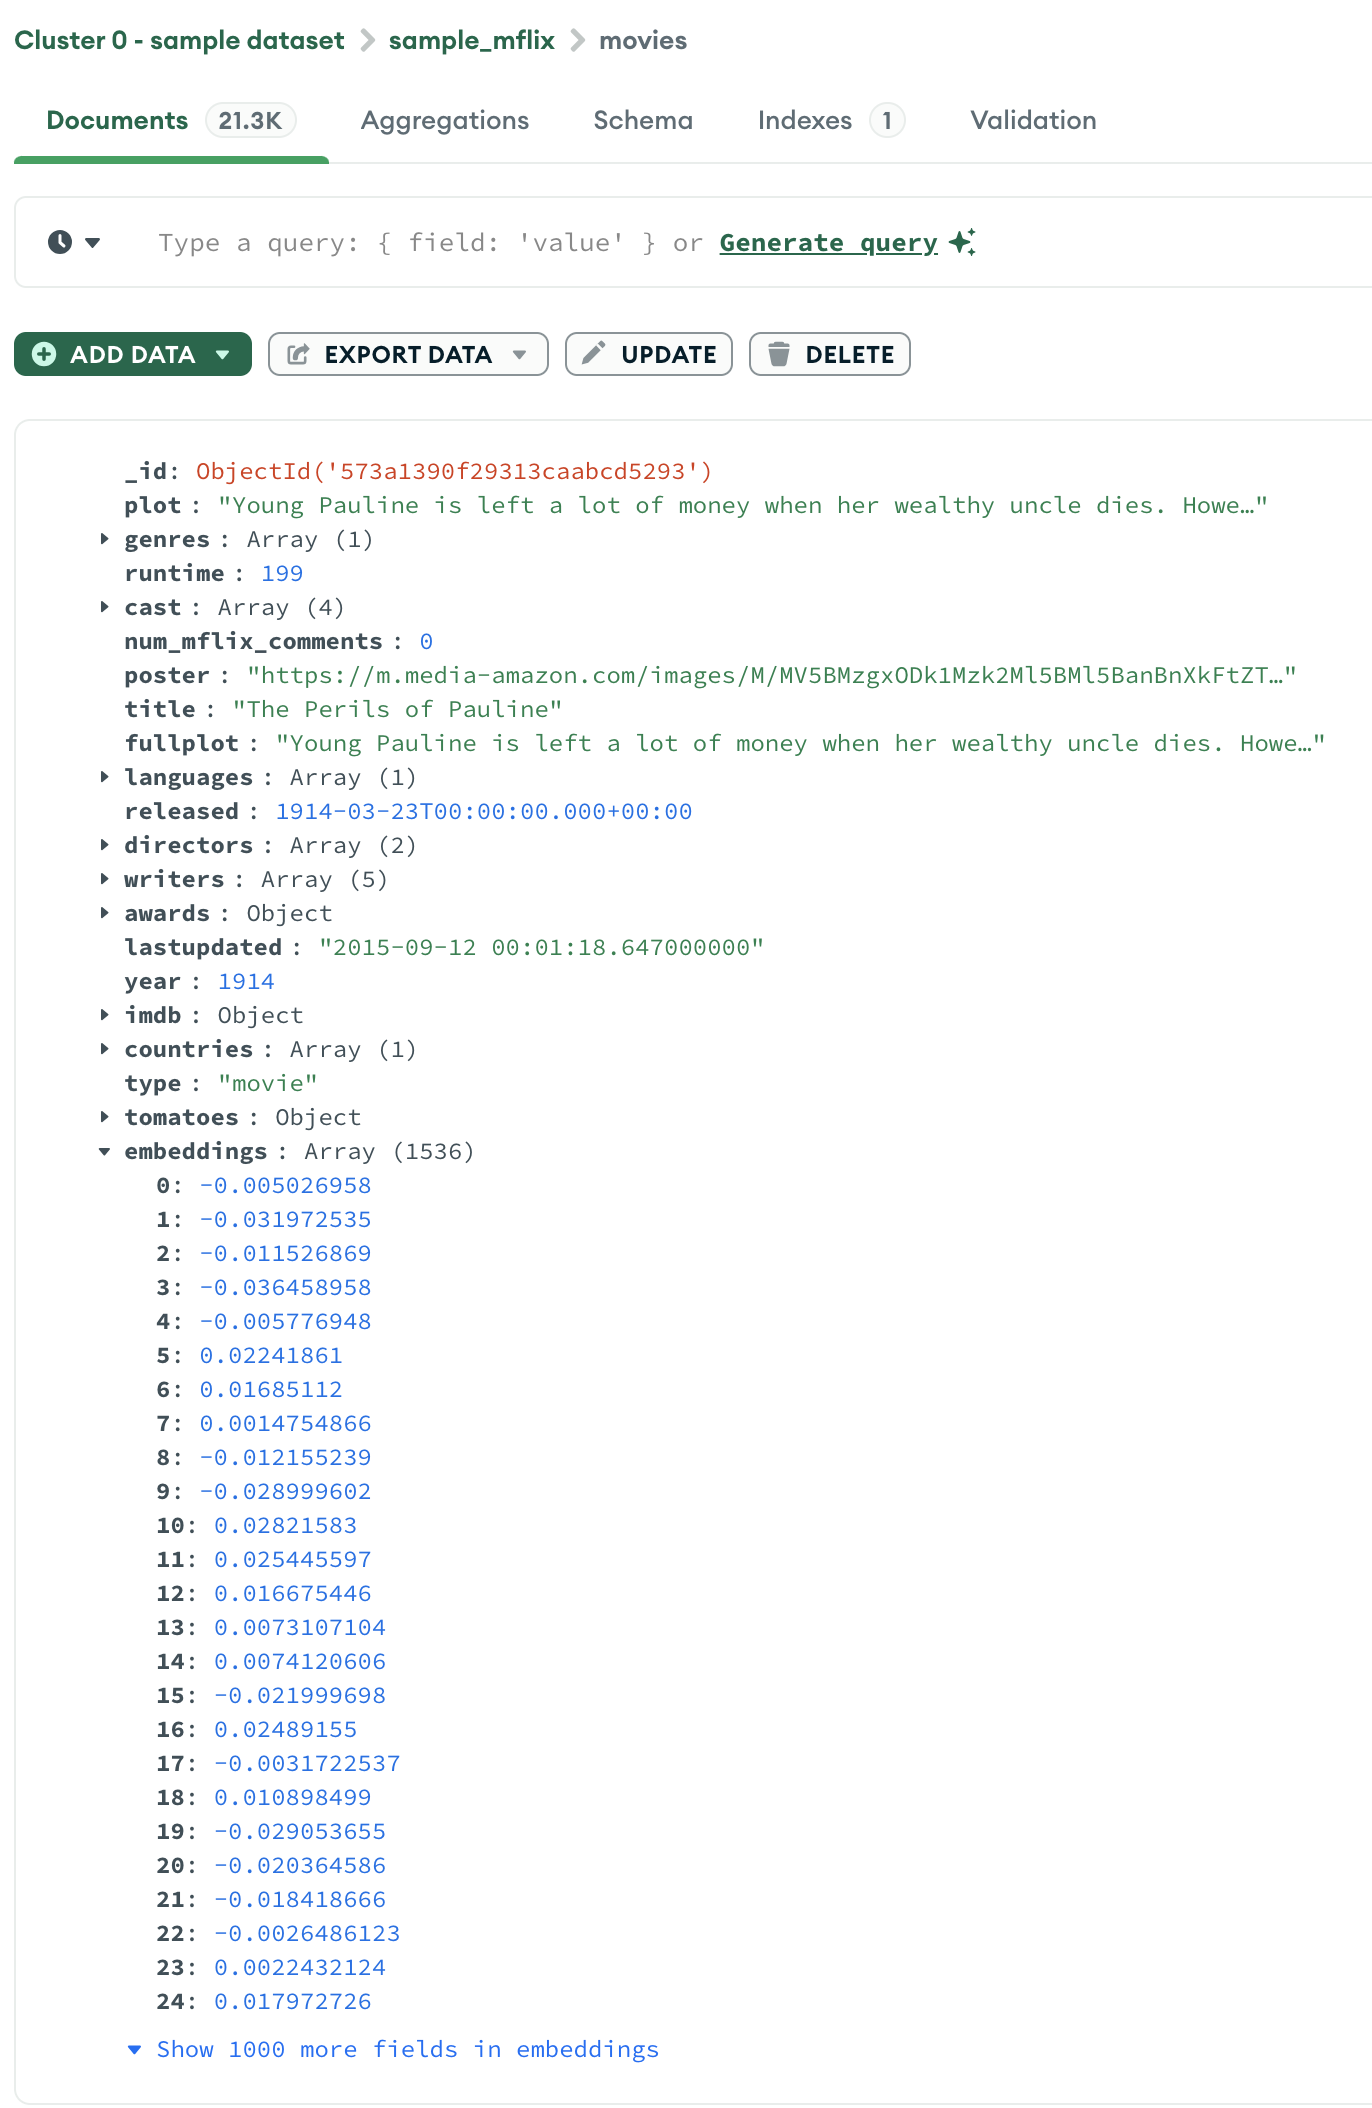 Cluster 0 - sample dataset > sample_mflix > movies
Documents 21.3K Aggregations Schema Indexes 1 Validation
Type a query: { field: 'value' } or Generate query
ADD DATA EXPORT DATA UPDATE DELETE
_id: ObjectId('573a1390f29313caabcd5293')
plot : "Young Pauline is left a lot of money when her wealthy uncle dies. Howe…"
genres : Array (1)
runtime : 199
cast : Array (4)
num_mflix_comments : 0
poster : "https://m.media-amazon.com/images/M/MV5BMzgxODk1Mzk2Ml5BMl5BanBnXkFtZT…"
title : "The Perils of Pauline"
fullplot : "Young Pauline is left a lot of money when her wealthy uncle dies. Howe…"
languages : Array (1)
released : 1914-03-23T00:00:00.000+00:00
directors : Array (2)
writers : Array (5)
awards : Object
lastupdated : "2015-09-12 00:01:18.647000000"
year : 1914
imdb : Object
countries : Array (1)
type : "movie"
tomatoes : Object
embeddings : Array (1536)
0: -0.005026958
1: -0.031972535
2: -0.011526869
3: -0.036458958
4: -0.005776948
5: 0.02241861
6: 0.01685112
7: 0.0014754866
8: -0.012155239
9: -0.028999602
10: 0.02821583
11: 0.025445597
12: 0.016675446
13: 0.0073107104
14: 0.0074120606
15: -0.021999698
16: 0.02489155
17: -0.0031722537
18: 0.010898499
19: -0.029053655
20: -0.020364586
21: -0.018418666
22: -0.0026486123
23: 0.0022432124
24: 0.017972726
Show 1000 more fields in embeddings